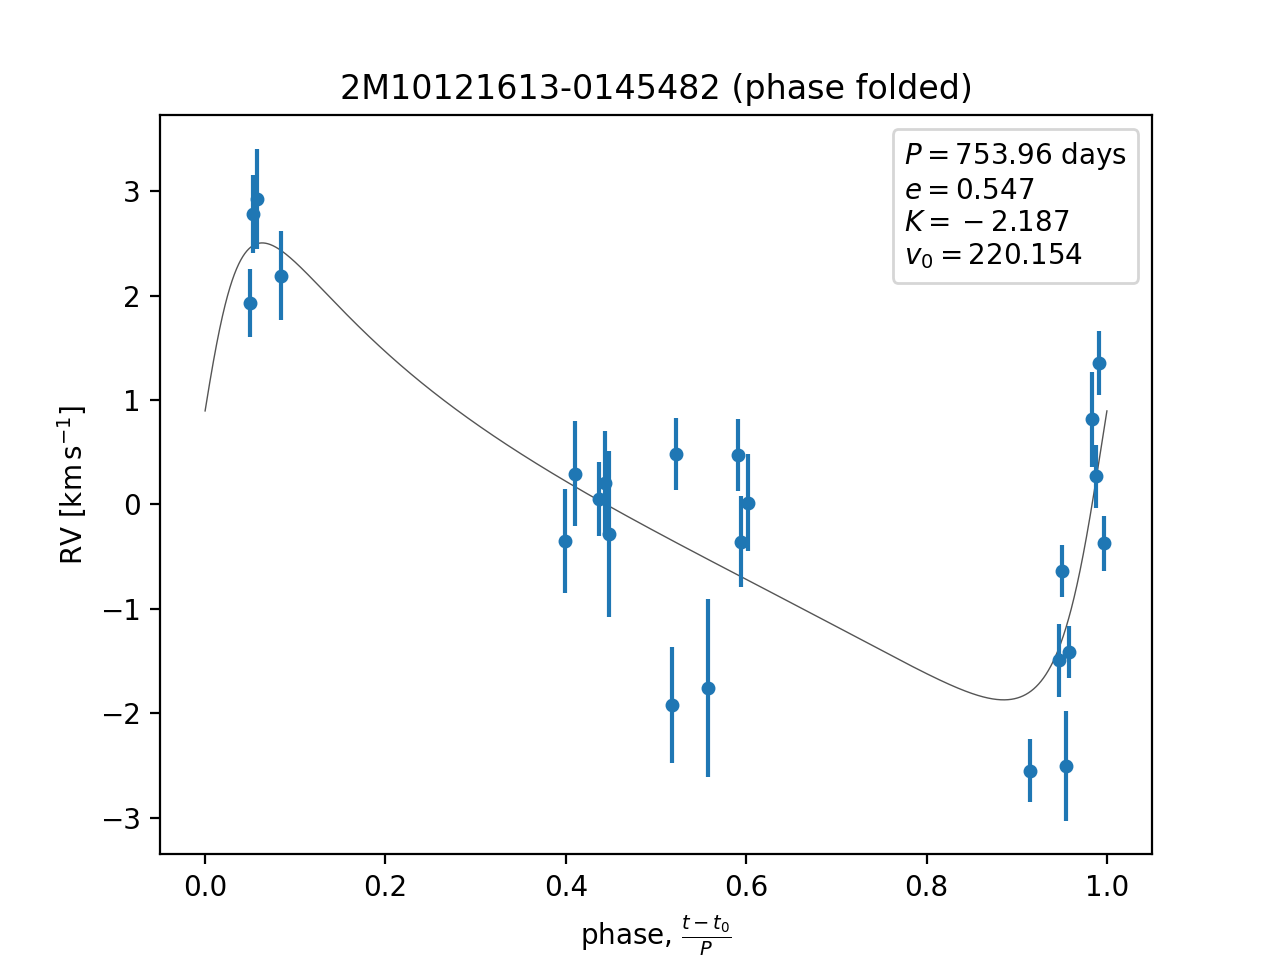 2M10121613-0145482 (phase folded)
P = 753.96 days
e = 0.547
K = −2.187
v₀ = 220.154
3
2
1
0
−1
−2
−3
RV [km s⁻¹]
0.0 0.2 0.4 0.6 0.8 1.0
phase, (t − t₀)/P